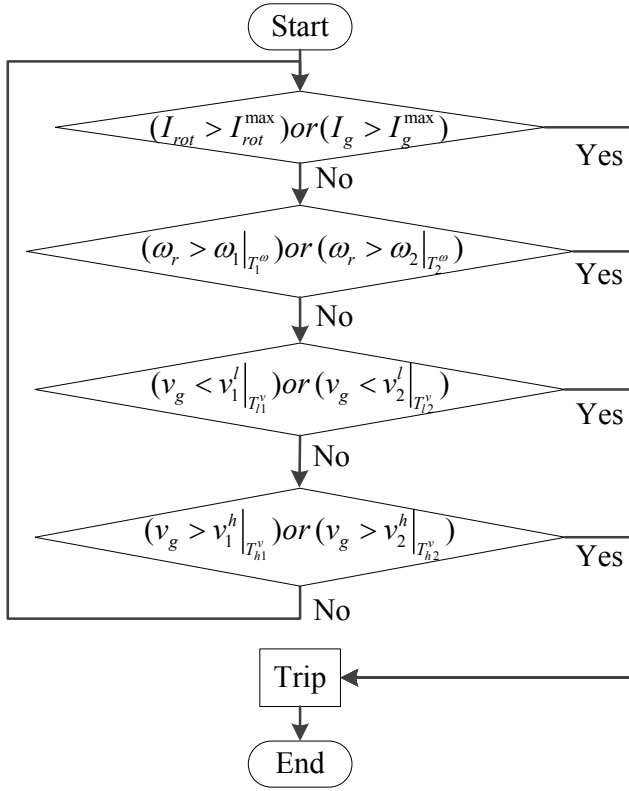 Start
(I_rot > I_rot^max)or(I_g > I_g^max)
Yes
No
(ω_r > ω_1|_{T_1^ω})or(ω_r > ω_2|_{T_2^ω})
Yes
No
(v_g < v_1^l|_{T_{l1}^v})or(v_g < v_2^l|_{T_{l2}^v})
Yes
No
(v_g > v_1^h|_{T_{h1}^v})or(v_g > v_2^h|_{T_{h2}^v})
Yes
No
Trip
End